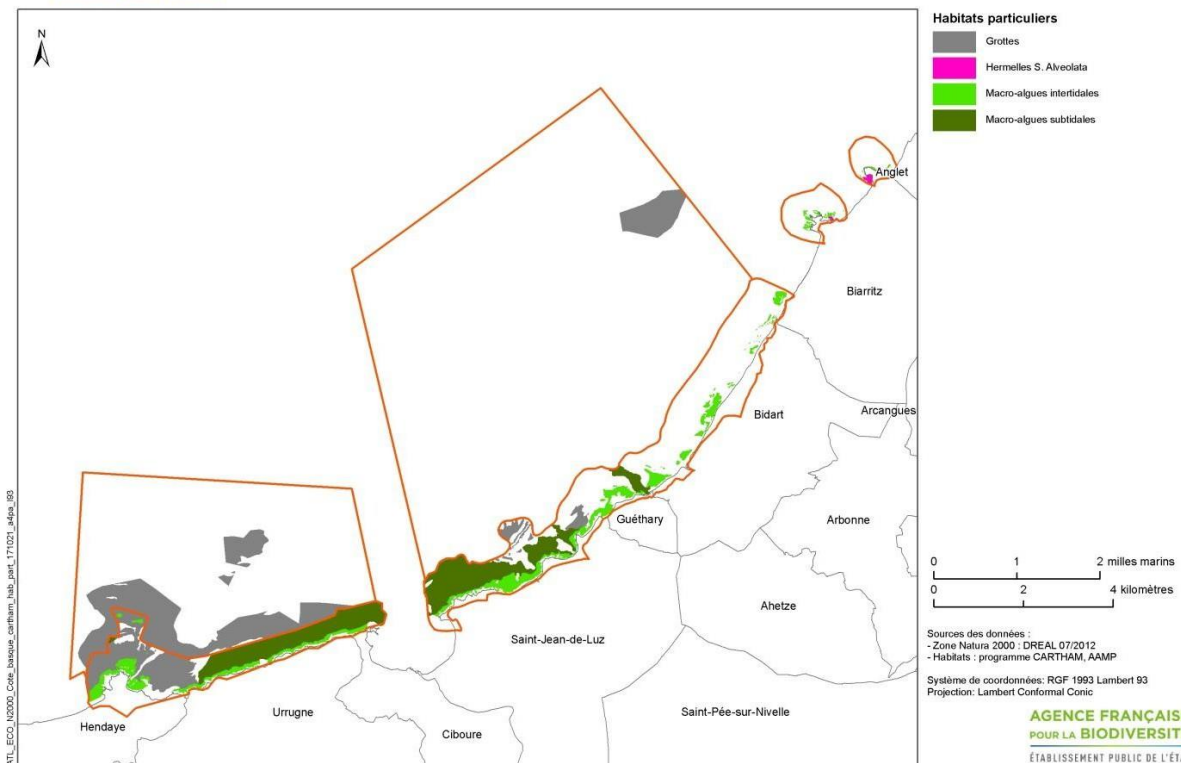 N
Anglet
Biarritz
Bidart
Arcangues
Guéthary
Arbonne
Ahetze
Saint-Jean-de-Luz
Saint-Pée-sur-Nivelle
Urrugne
Hendaye
Ciboure
Habitats particuliers
Grottes
Hermelles S. Alveolata
Macro-algues intertidales
Macro-algues subtidales
0 1 2 milles marins
0 2 4 kilomètres
Sources des données :
- Zone Natura 2000 : DREAL 07/2012
- Habitats : programme CARTHAM, AAMP
Système de coordonnées: RGF 1993 Lambert 93
Projection: Lambert Conformal Conic
AGENCE FRANÇAIS
POUR LA BIODIVERSIT
ÉTABLISSEMENT PUBLIC DE L'ÉT
ATL_ECO_N2000_Cote_basque_cartham_hab_part_171021_a4pa_l93